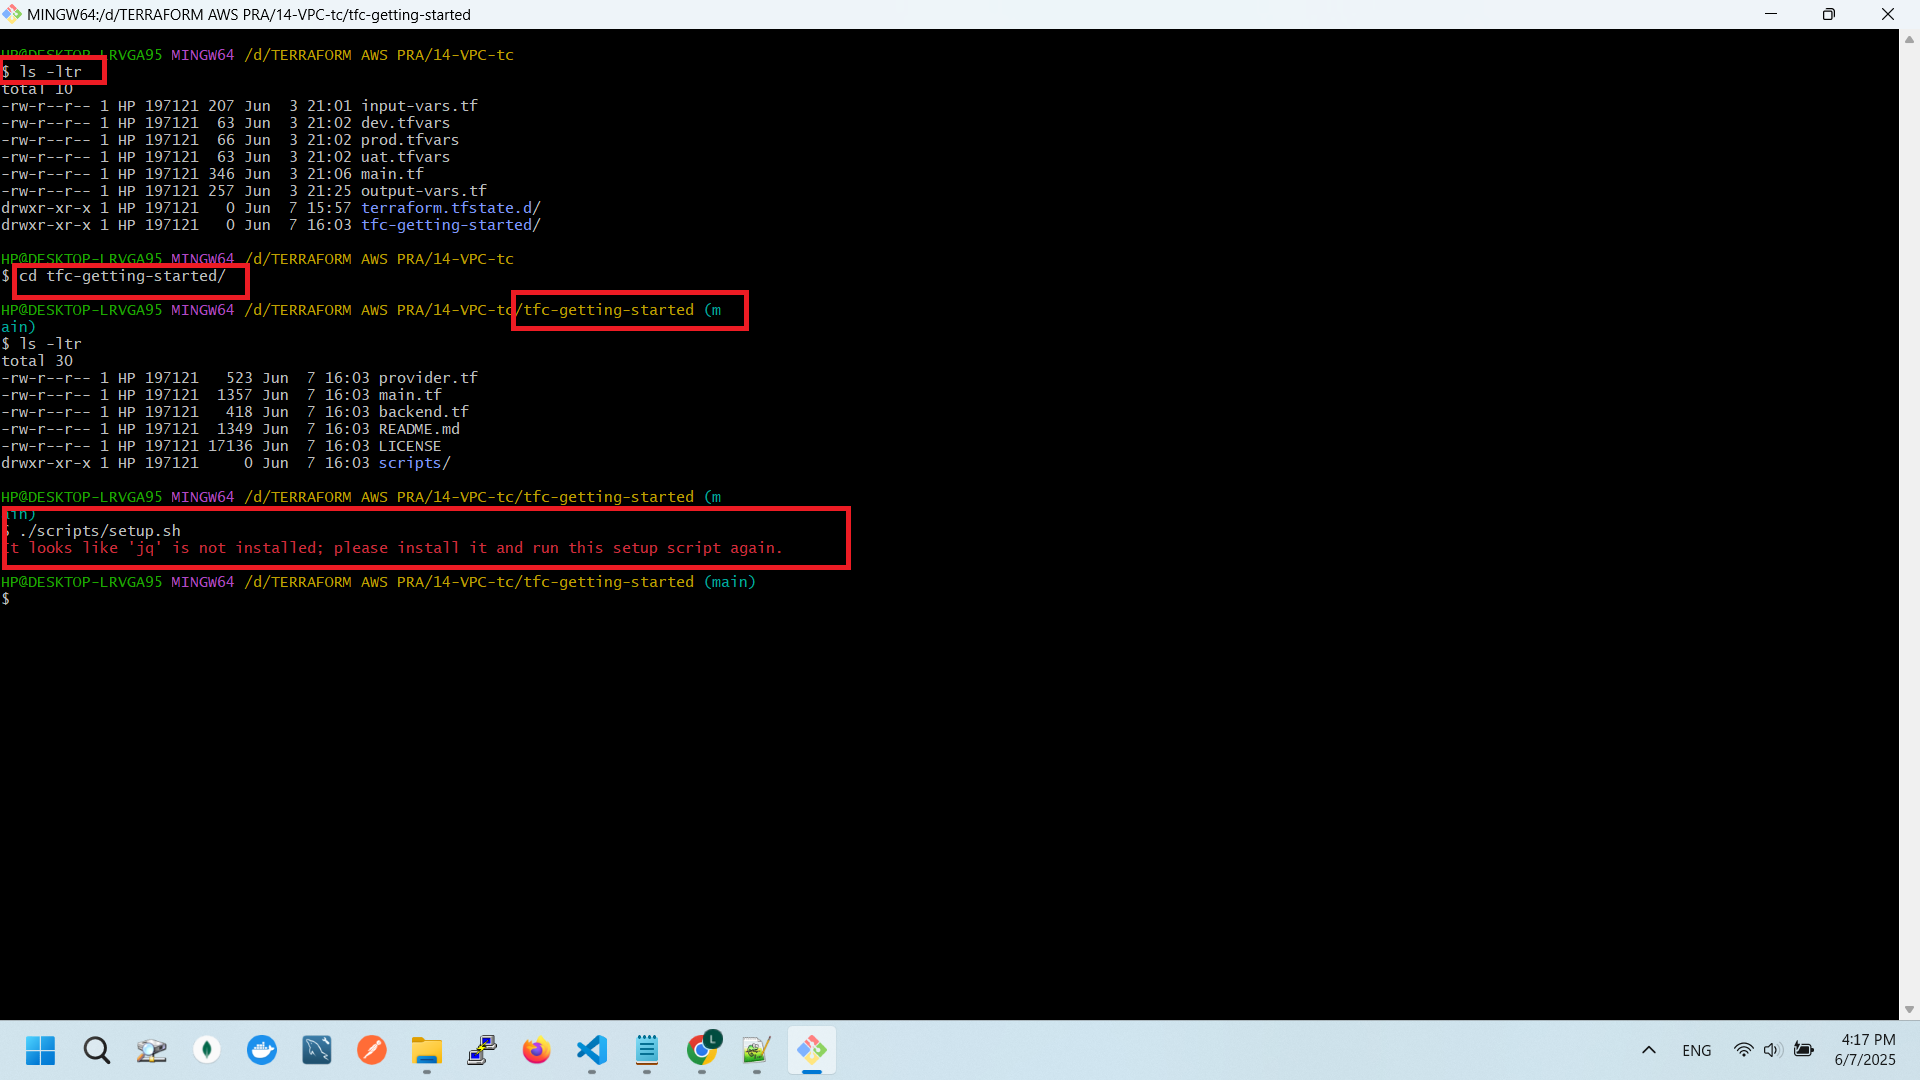 MINGW64:/d/TERRAFORM AWS PRA/14-VPC-tc/tfc-getting-started
HP@DESKTOP-LRVGA95 MINGW64 /d/TERRAFORM AWS PRA/14-VPC-tc
$ ls -ltr
total 10
-rw-r--r-- 1 HP 197121 207 Jun  3 21:01 input-vars.tf
-rw-r--r-- 1 HP 197121  63 Jun  3 21:02 dev.tfvars
-rw-r--r-- 1 HP 197121  66 Jun  3 21:02 prod.tfvars
-rw-r--r-- 1 HP 197121  63 Jun  3 21:02 uat.tfvars
-rw-r--r-- 1 HP 197121 346 Jun  3 21:06 main.tf
-rw-r--r-- 1 HP 197121 257 Jun  3 21:25 output-vars.tf
drwxr-xr-x 1 HP 197121   0 Jun  7 15:57 terraform.tfstate.d/
drwxr-xr-x 1 HP 197121   0 Jun  7 16:03 tfc-getting-started/
HP@DESKTOP-LRVGA95 MINGW64 /d/TERRAFORM AWS PRA/14-VPC-tc
$ cd tfc-getting-started/
HP@DESKTOP-LRVGA95 MINGW64 /d/TERRAFORM AWS PRA/14-VPC-tc/tfc-getting-started (m
ain)
$ ls -ltr
total 30
-rw-r--r-- 1 HP 197121   523 Jun  7 16:03 provider.tf
-rw-r--r-- 1 HP 197121  1357 Jun  7 16:03 main.tf
-rw-r--r-- 1 HP 197121   418 Jun  7 16:03 backend.tf
-rw-r--r-- 1 HP 197121  1349 Jun  7 16:03 README.md
-rw-r--r-- 1 HP 197121 17136 Jun  7 16:03 LICENSE
drwxr-xr-x 1 HP 197121     0 Jun  7 16:03 scripts/
HP@DESKTOP-LRVGA95 MINGW64 /d/TERRAFORM AWS PRA/14-VPC-tc/tfc-getting-started (m
ain)
$ ./scripts/setup.sh
It looks like 'jq' is not installed; please install it and run this setup script again.
HP@DESKTOP-LRVGA95 MINGW64 /d/TERRAFORM AWS PRA/14-VPC-tc/tfc-getting-started (main)
$
L
ENG
4:17 PM
6/7/2025